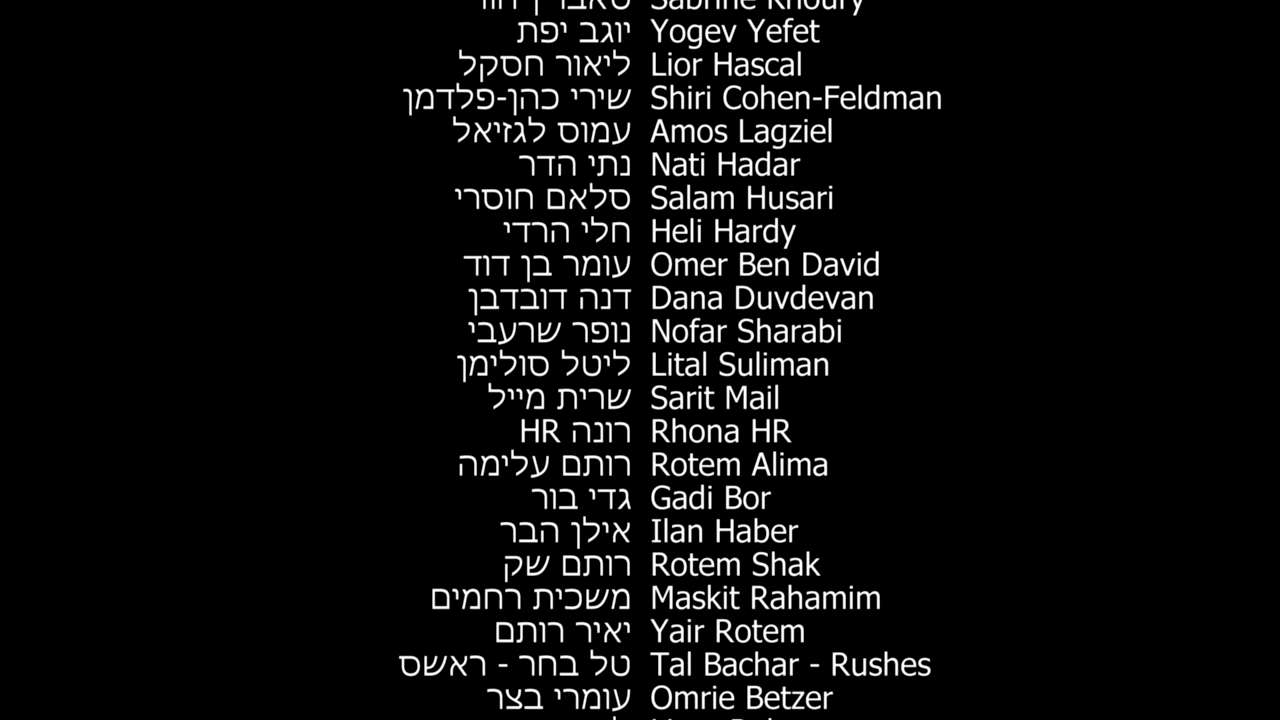 Sabrine Khoury
יוגב יפת Yogev Yefet
ליאור חסקל Lior Hascal
שירי כהן-פלדמן Shiri Cohen-Feldman
עמוס לגזיאל Amos Lagziel
נתי הדר Nati Hadar
סלאם חוסרי Salam Husari
חלי הרדי Heli Hardy
עומר בן דוד Omer Ben David
דנה דובדבן Dana Duvdevan
נופר שרעבי Nofar Sharabi
ליטל סולימן Lital Suliman
שרית מייל Sarit Mail
רונה HR Rhona HR
רותם עלימה Rotem Alima
גדי בור Gadi Bor
אילן הבר Ilan Haber
רותם שק Rotem Shak
משכית רחמים Maskit Rahamim
יאיר רותם Yair Rotem
טל בחר - ראשס Tal Bachar - Rushes
עומרי בצר Omrie Betzer